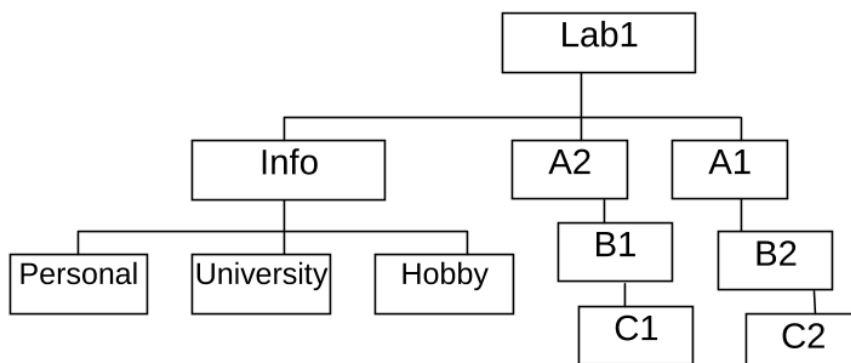 Lab1
Info
A2
A1
Personal
University
Hobby
B1
B2
C1
C2